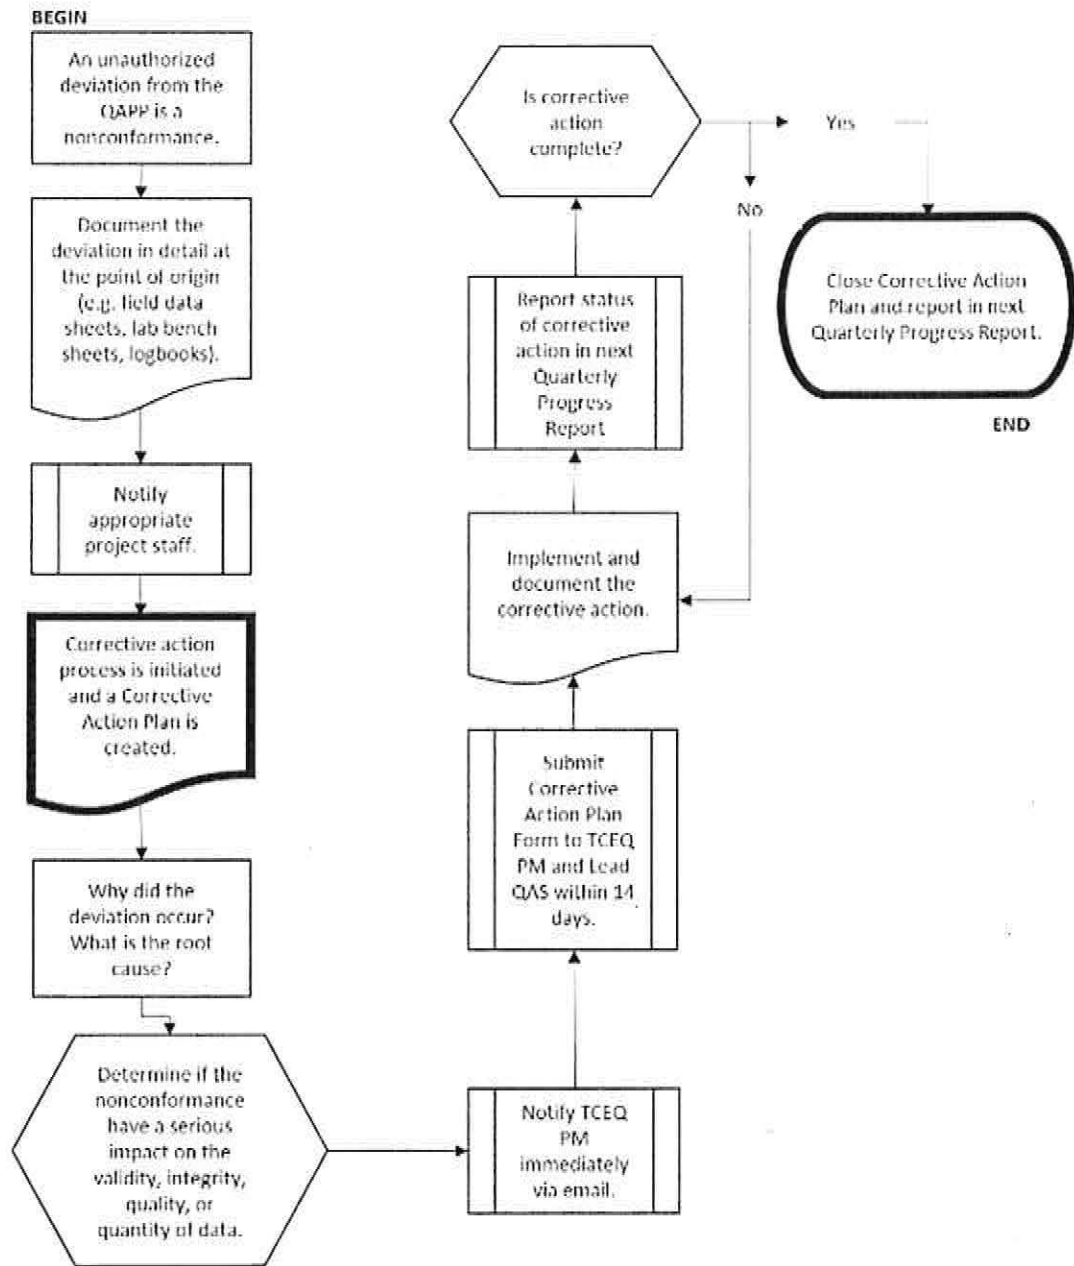 BEGIN
An unauthorized
deviation from the
QAPP is a
nonconformance.
Document the
deviation in detail at
the point of origin
(e.g. field data
sheets, lab bench
sheets, logbooks).
Notify
appropriate
project staff.
Corrective action
process is initiated
and a Corrective
Action Plan is
created.
Why did the
deviation occur?
What is the root
cause?
Determine if the
nonconformance
have a serious
impact on the
validity, integrity,
quality, or
quantity of data.
Notify TCEQ
PM
immediately
via email.
Submit
Corrective
Action Plan
Form to TCEQ
PM and Lead
QAS within 14
days.
Implement and
document the
corrective action.
Report status
of corrective
action in next
Quarterly
Progress
Report
Is corrective
action
complete?
Yes
No
Close Corrective Action
Plan and report in next
Quarterly Progress Report.
END